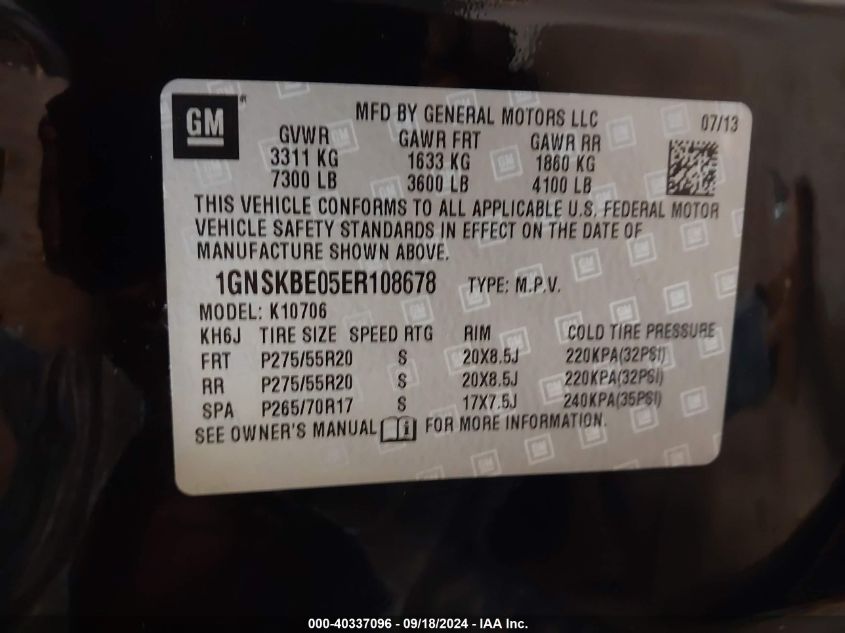 GM ®
MFD BY GENERAL MOTORS LLC 07/13
GVWR GAWR FRT GAWR RR
3311 KG 1633 KG 1860 KG
7300 LB 3600 LB 4100 LB
THIS VEHICLE CONFORMS TO ALL APPLICABLE U.S. FEDERAL MOTOR
VEHICLE SAFETY STANDARDS IN EFFECT ON THE DATE OF
MANUFACTURE SHOWN ABOVE.
1GNSKBE05ER108678 TYPE: M.P.V.
MODEL: K10706
KH6J TIRE SIZE SPEED RTG RIM COLD TIRE PRESSURE
FRT P275/55R20 S 20X8.5J 220KPA(32PSI)
RR P275/55R20 S 20X8.5J 220KPA(32PSI)
SPA P265/70R17 S 17X7.5J 240KPA(35PSI)
SEE OWNER'S MANUAL i FOR MORE INFORMATION.
000-40337096 - 09/18/2024 - IAA Inc.